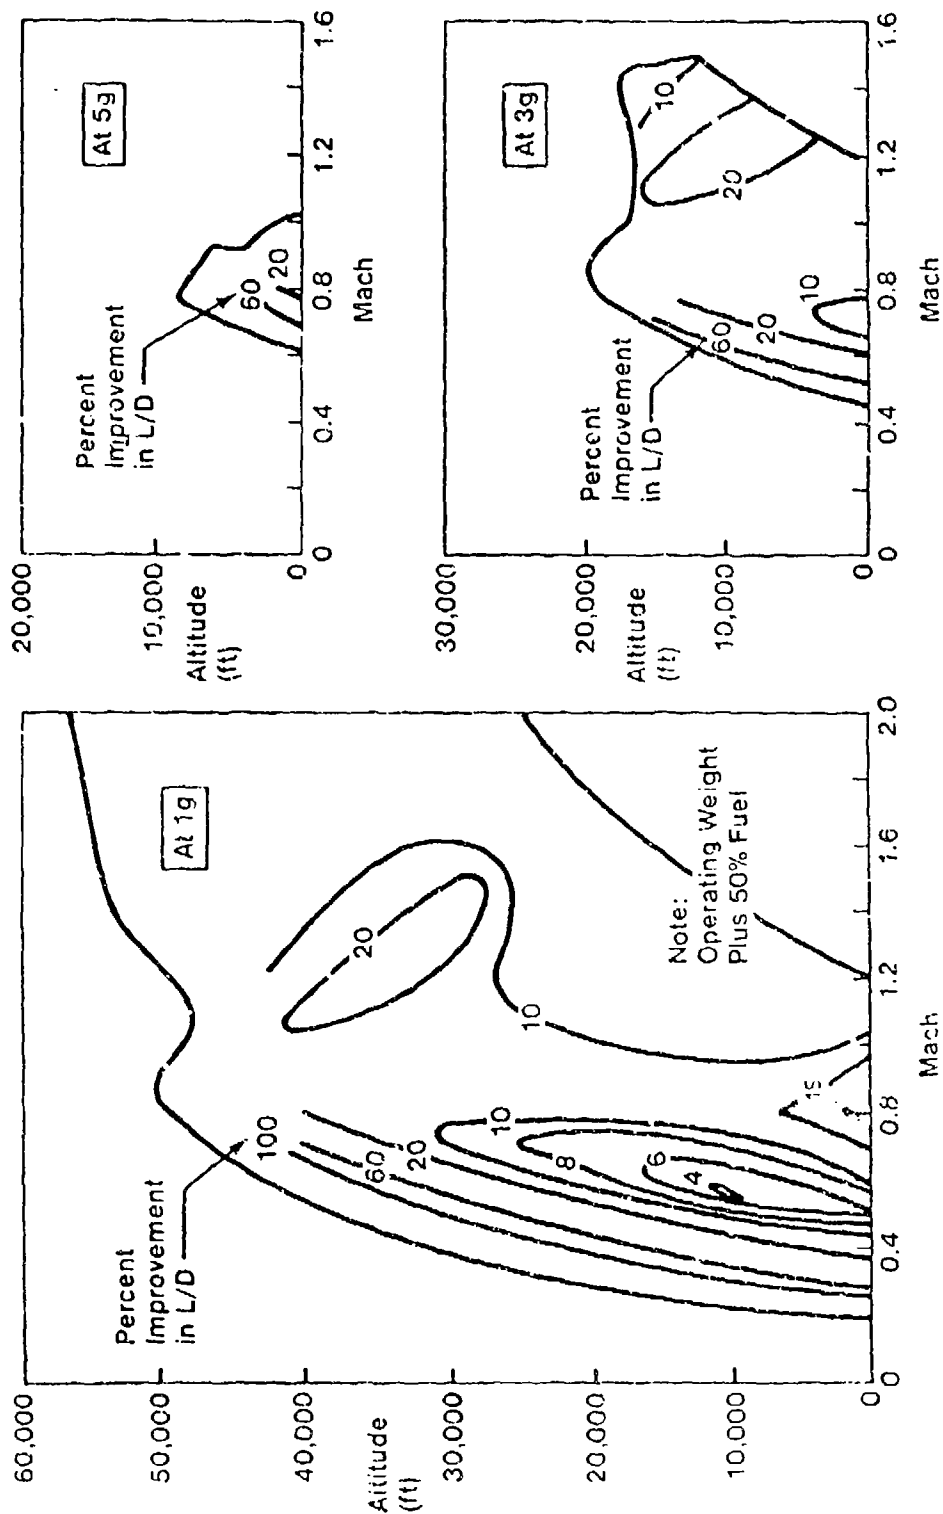 60,000
50,000
40,000
Altitude
(ft)
30,000
20,000
10,000
0
Percent
Improvement
in L/D
100
60
20
10
8
6
4
10
20
At 1g
Note:
Operating Weight
Plus 50% Fuel
0
0.4
0.8
1.2
1.6
2.0
Mach
20,000
10,000
Altitude
(ft)
0
Percent
Improvement
in L/D
60
20
At 5g
0
0.4
0.8
1.2
1.6
Mach
30,000
20,000
Altitude
(ft)
10,000
0
Percent
Improvement
in L/D
60
20
10
20
10
At 3g
0
0.4
0.8
1.2
1.6
Mach